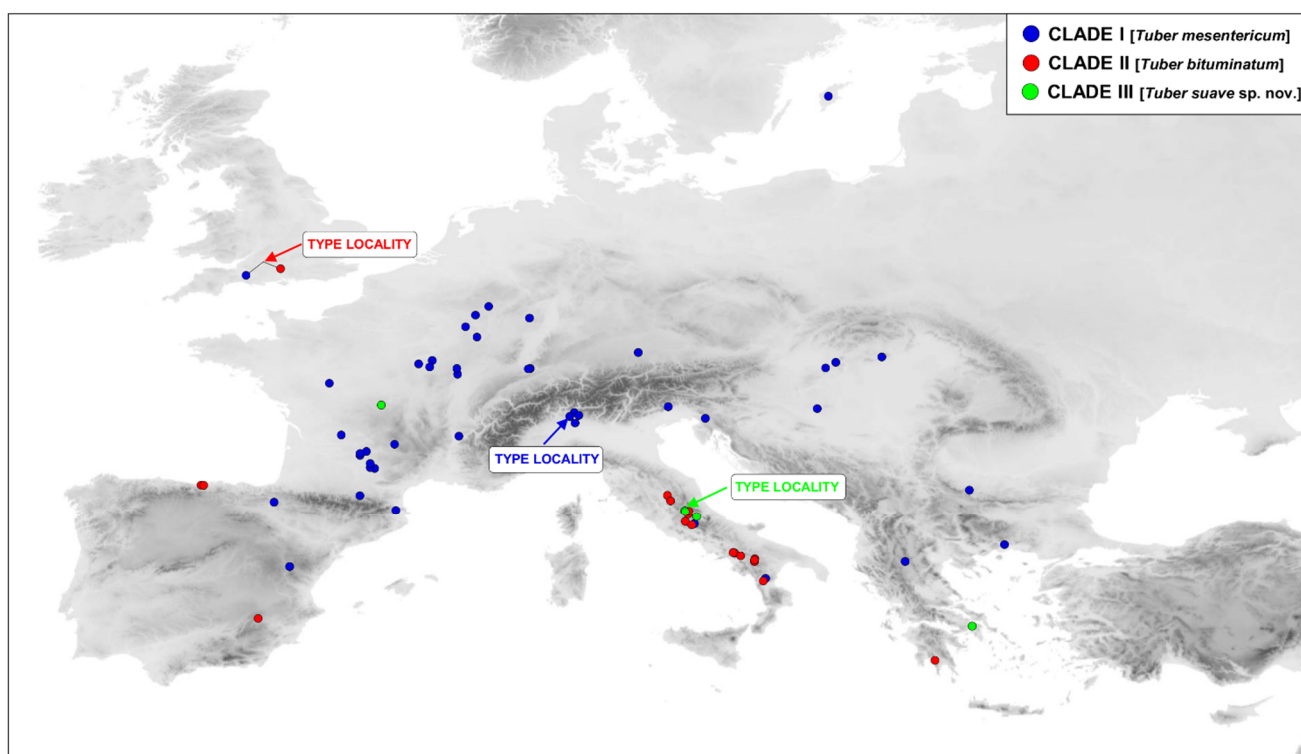 CLADE I [Tuber mesentericum]
CLADE II [Tuber bituminatum]
CLADE III [Tuber suave sp. nov.]
TYPE LOCALITY
TYPE LOCALITY
TYPE LOCALITY